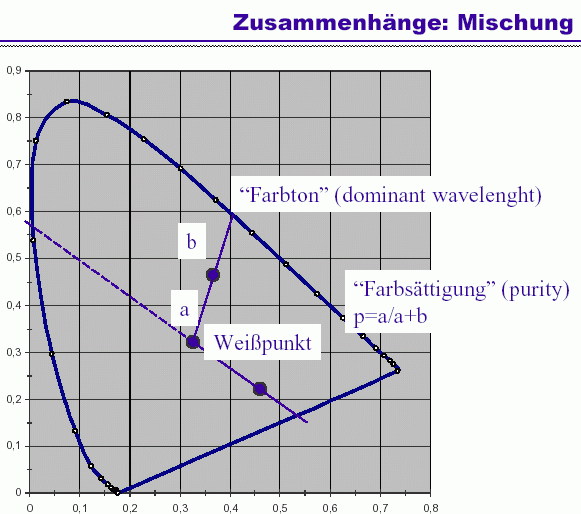 Zusammenhänge: Mischung
0,9
0,8
0,7
0,6
0,5
0,4
0,3
0,2
0,1
0
0 0,1 0,2 0,3 0,4 0,5 0,6 0,7 0,8
“Farbton” (dominant wavelenght)
b
“Farbsättigung” (purity)
p=a/a+b
a
Weißpunkt